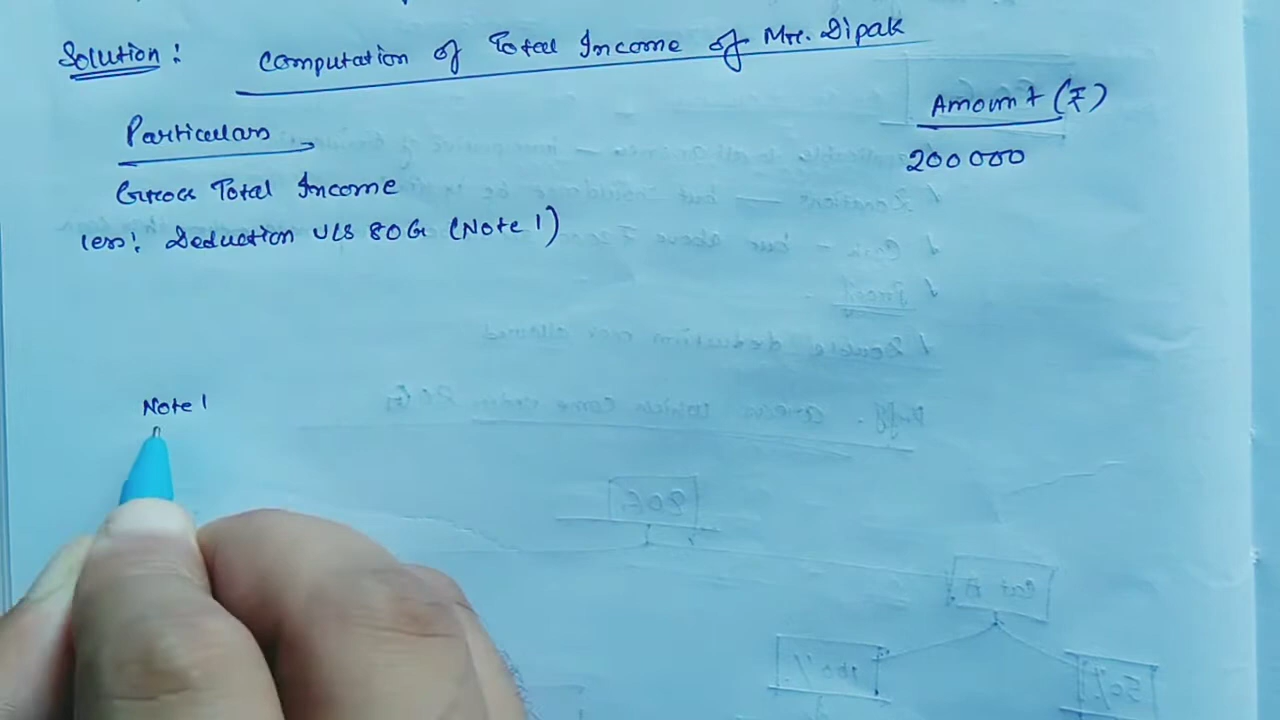 Solution: Computation of Total Income of Mr. Dipak
Particulars Amount (₹)
Gross Total Income 200000
Less: Deduction U/S 80G (Note 1)
Note 1